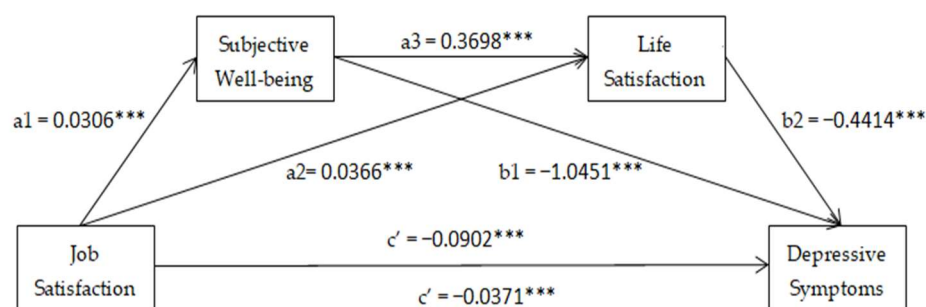 Subjective
Well-being
a3 = 0.3698***
Life
Satisfaction
a1 = 0.0306***
b2 = −0.4414***
a2= 0.0366***
b1 = −1.0451***
Job
Satisfaction
c’ = −0.0902***
c’ = −0.0371***
Depressive
Symptoms